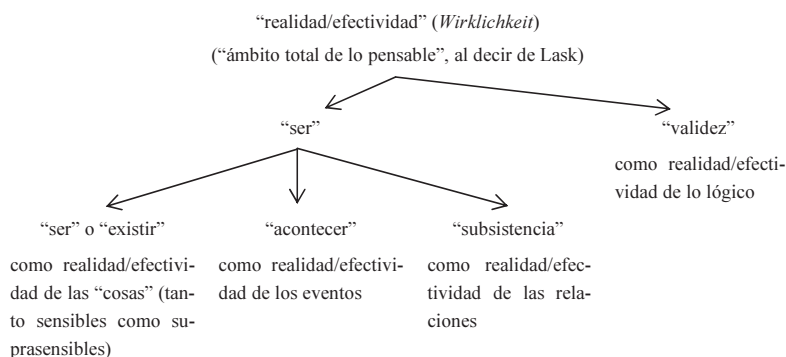 “realidad/efectividad” (Wirklichkeit)
(“ámbito total de lo pensable”, al decir de Lask)
“ser”
“validez”
como realidad/efecti-
vidad de lo lógico
“ser” o “existir”
como realidad/efectivi-
dad de las “cosas” (tan-
to sensibles como su-
prasensibles)
“acontecer”
como realidad/efectivi-
dad de los eventos
“subsistencia”
como realidad/efec-
tividad de las rela-
ciones